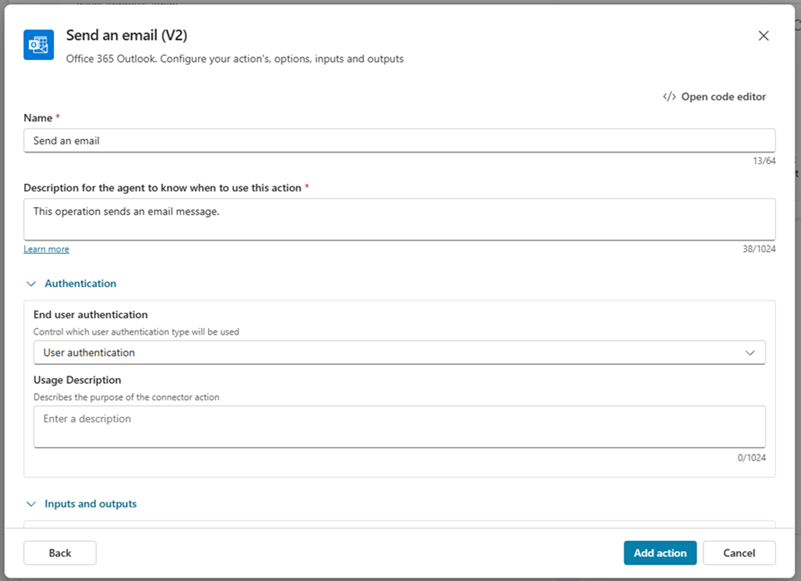 Send an email (V2)
Office 365 Outlook. Configure your action's, options, inputs and outputs
</> Open code editor
Name *
Send an email
13/64
Description for the agent to know when to use this action *
This operation sends an email message.
Learn more
38/1024
Authentication
End user authentication
Control which user authentication type will be used
User authentication
Usage Description
Describes the purpose of the connector action
Enter a description
0/1024
Inputs and outputs
Back
Add action
Cancel